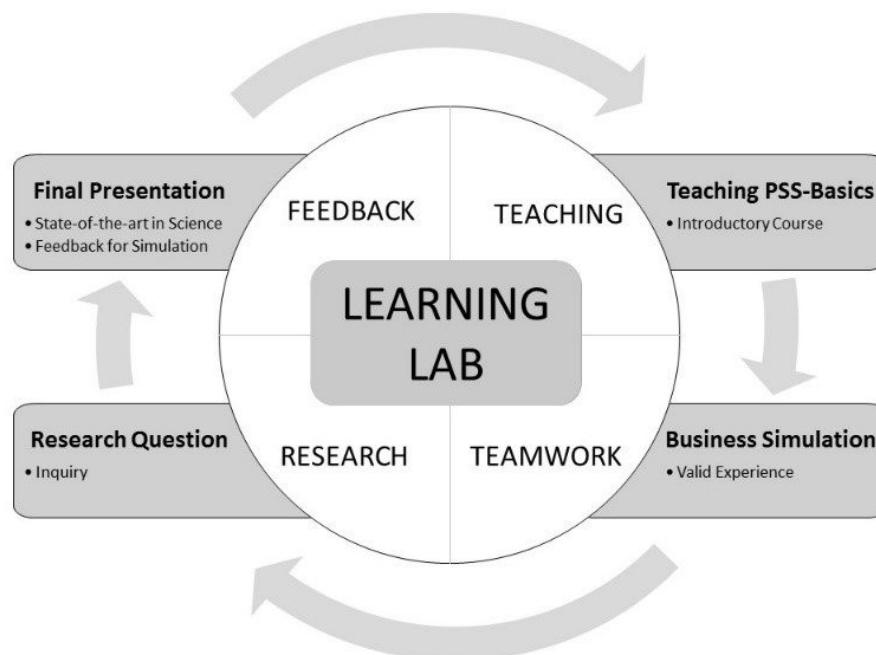 Final Presentation
• State-of-the-art in Science
• Feedback for Simulation
FEEDBACK
TEACHING
Teaching PSS-Basics
• Introductory Course
LEARNING
LAB
Research Question
• Inquiry
RESEARCH
TEAMWORK
Business Simulation
• Valid Experience